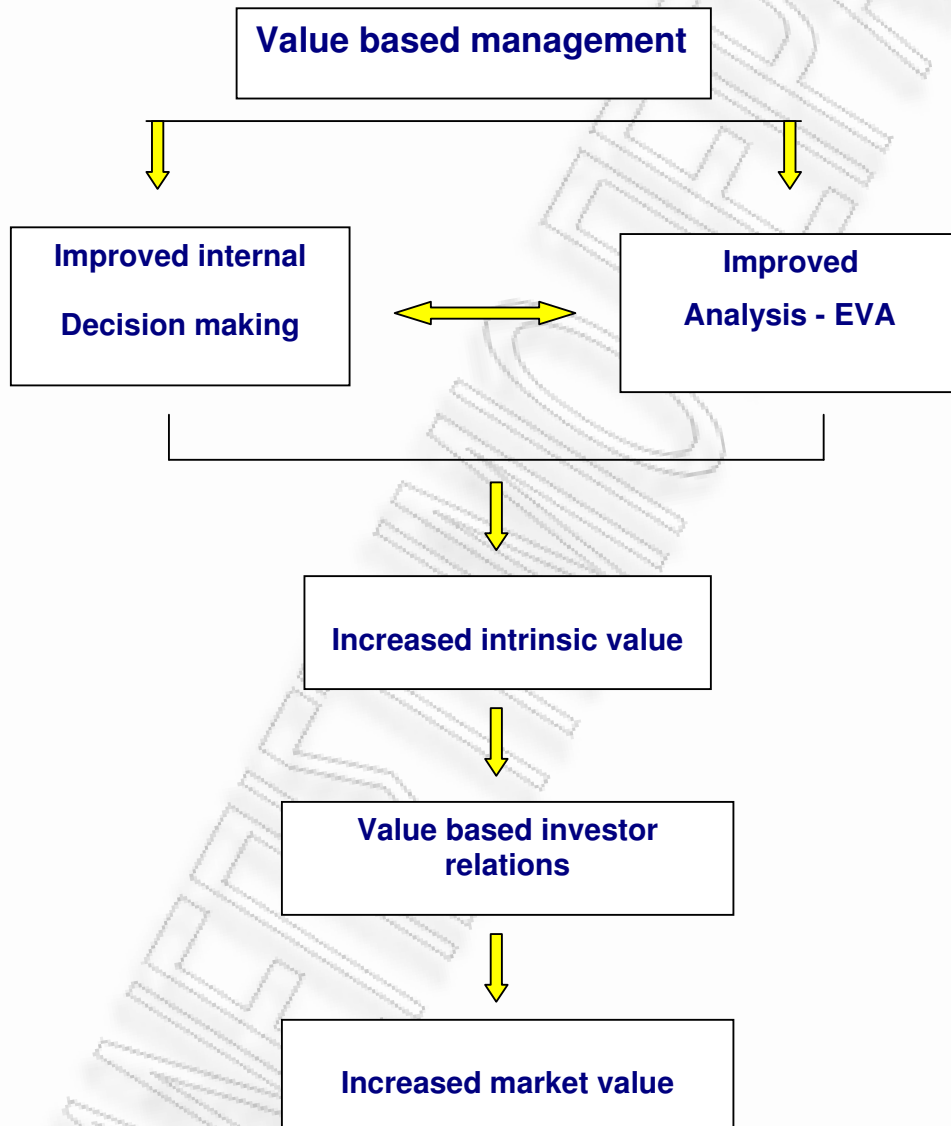 Value based management
Improved internal
Decision making
Improved
Analysis - EVA
Increased intrinsic value
Value based investor
relations
Increased market value